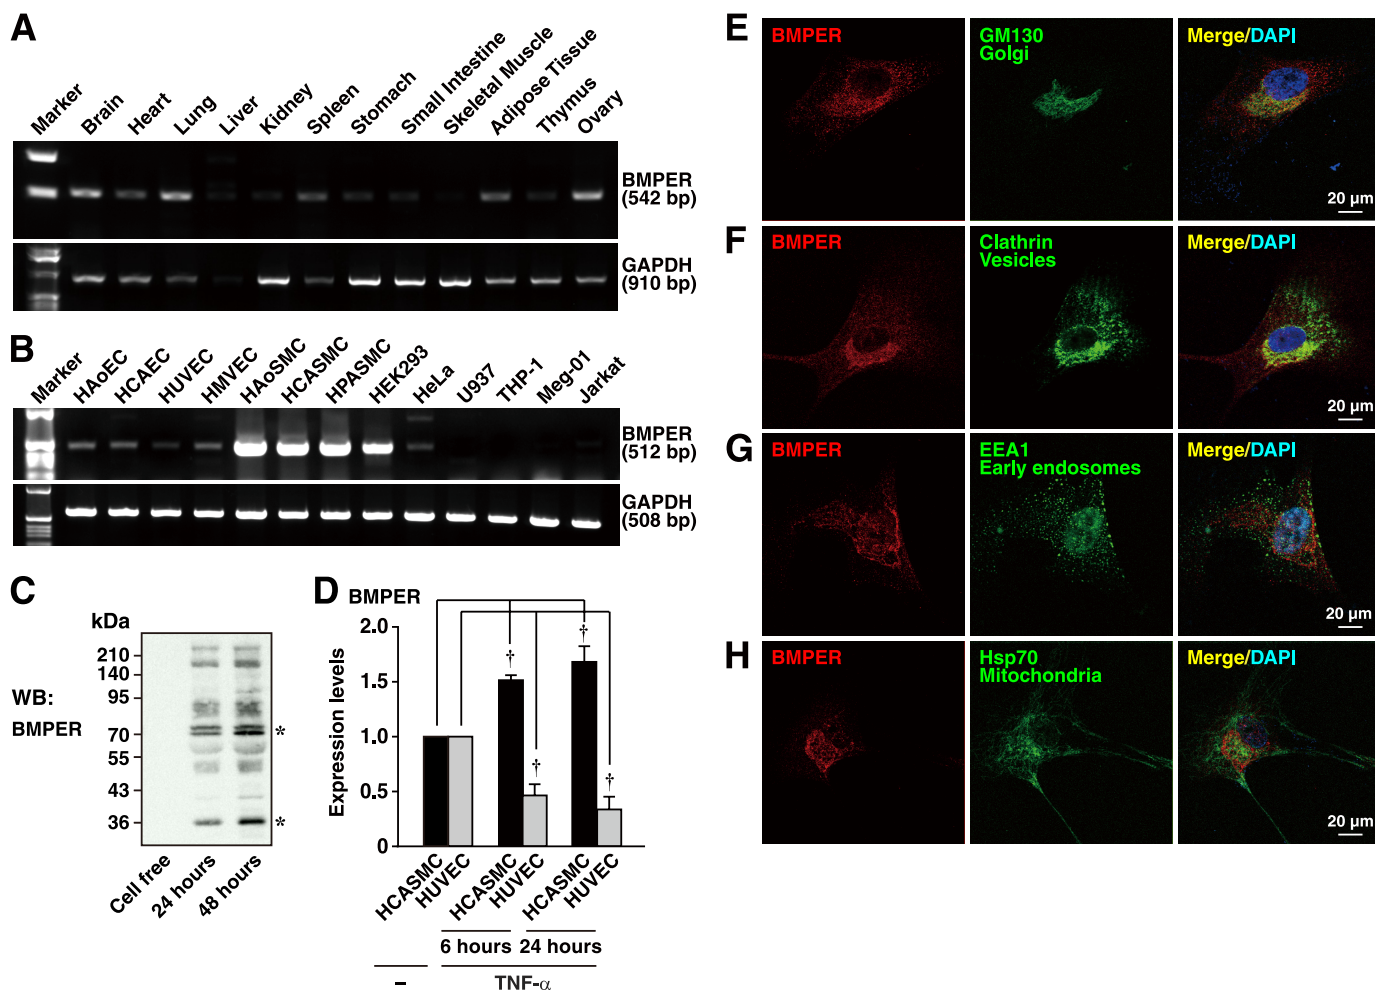 A
Marker
Brain
Heart
Lung
Liver
Kidney
Spleen
Stomach
Small Intestine
Skeletal Muscle
Adipose Tissue
Thymus
Ovary
BMPER
(542 bp)
GAPDH
(910 bp)
B
Marker
HAoEC
HCAEC
HUVEC
HMVEC
HAoSMC
HCASMC
HPASMC
HEK293
HeLa
U937
THP-1
Meg-01
Jarkat
BMPER
(512 bp)
GAPDH
(508 bp)
C
kDa
210
140
95
WB:
BMPER
70
*
55
43
36
*
Cell free
24 hours
48 hours
D
BMPER
Expression levels
2.0
1.5
1.0
0.5
0
†
†
†
†
HCASMC
HUVEC
HCASMC
HUVEC
HCASMC
HUVEC
6 hours
24 hours
–
TNF-α
E
BMPER
GM130
Golgi
Merge/DAPI
20 µm
F
BMPER
Clathrin
Vesicles
Merge/DAPI
20 µm
G
BMPER
EEA1
Early endosomes
Merge/DAPI
20 µm
H
BMPER
Hsp70
Mitochondria
Merge/DAPI
20 µm